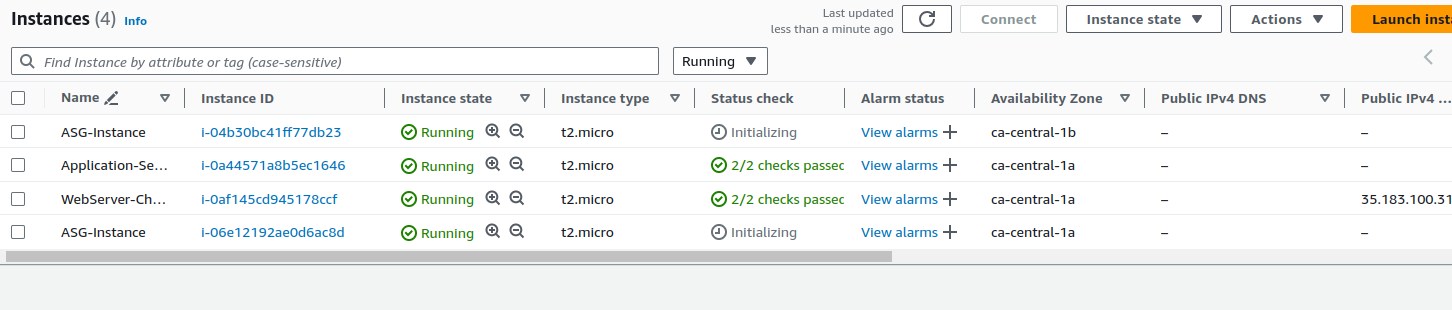 Instances (4) Info
Last updated
less than a minute ago
Connect
Instance state
Actions
Launch inst
Find Instance by attribute or tag (case-sensitive)
Running
Name Instance ID Instance state Instance type Status check Alarm status Availability Zone Public IPv4 DNS Public IPv4 ...
ASG-Instance i-04b30bc41ff77db23 Running t2.micro Initializing View alarms + ca-central-1b – –
Application-Se... i-0a44571a8b5ec1646 Running t2.micro 2/2 checks passed View alarms + ca-central-1a – –
WebServer-Ch... i-0af145cd945178ccf Running t2.micro 2/2 checks passed View alarms + ca-central-1a – 35.183.100.31
ASG-Instance i-06e12192ae0d6ac8d Running t2.micro Initializing View alarms + ca-central-1a – –